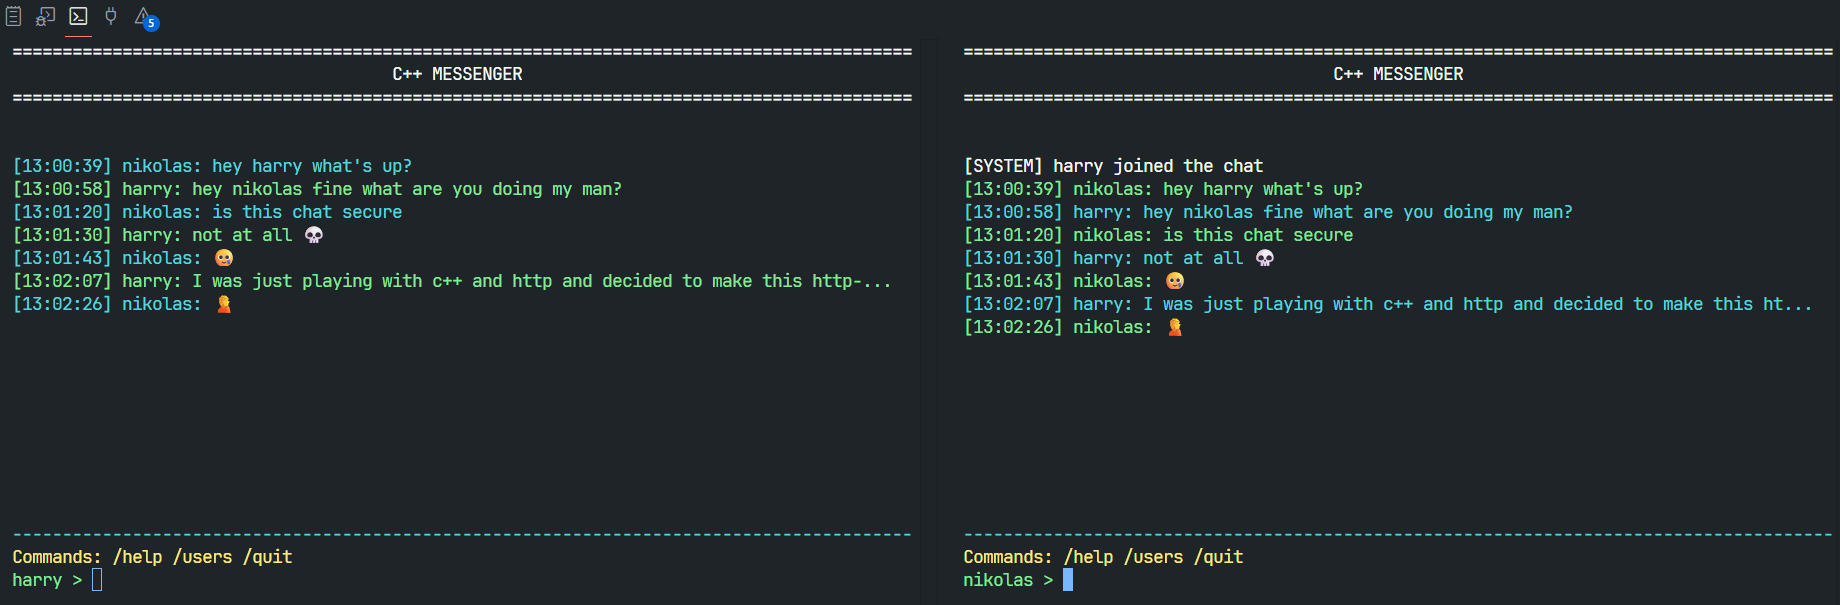 5
==========================================================================================
C++ MESSENGER
==========================================================================================
[13:00:39] nikolas: hey harry what's up?
[13:00:58] harry: hey nikolas fine what are you doing my man?
[13:01:20] nikolas: is this chat secure
[13:01:30] harry: not at all 💀
[13:01:43] nikolas: 🥲
[13:02:07] harry: I was just playing with c++ and http and decided to make this http-...
[13:02:26] nikolas: 🤦
------------------------------------------------------------------------------------------
Commands: /help /users /quit
harry >
=======================================================================================
C++ MESSENGER
=======================================================================================
[SYSTEM] harry joined the chat
[13:00:39] nikolas: hey harry what's up?
[13:00:58] harry: hey nikolas fine what are you doing my man?
[13:01:20] nikolas: is this chat secure
[13:01:30] harry: not at all 💀
[13:01:43] nikolas: 🥲
[13:02:07] harry: I was just playing with c++ and http and decided to make this ht...
[13:02:26] nikolas: 🤦
---------------------------------------------------------------------------------------
Commands: /help /users /quit
nikolas >